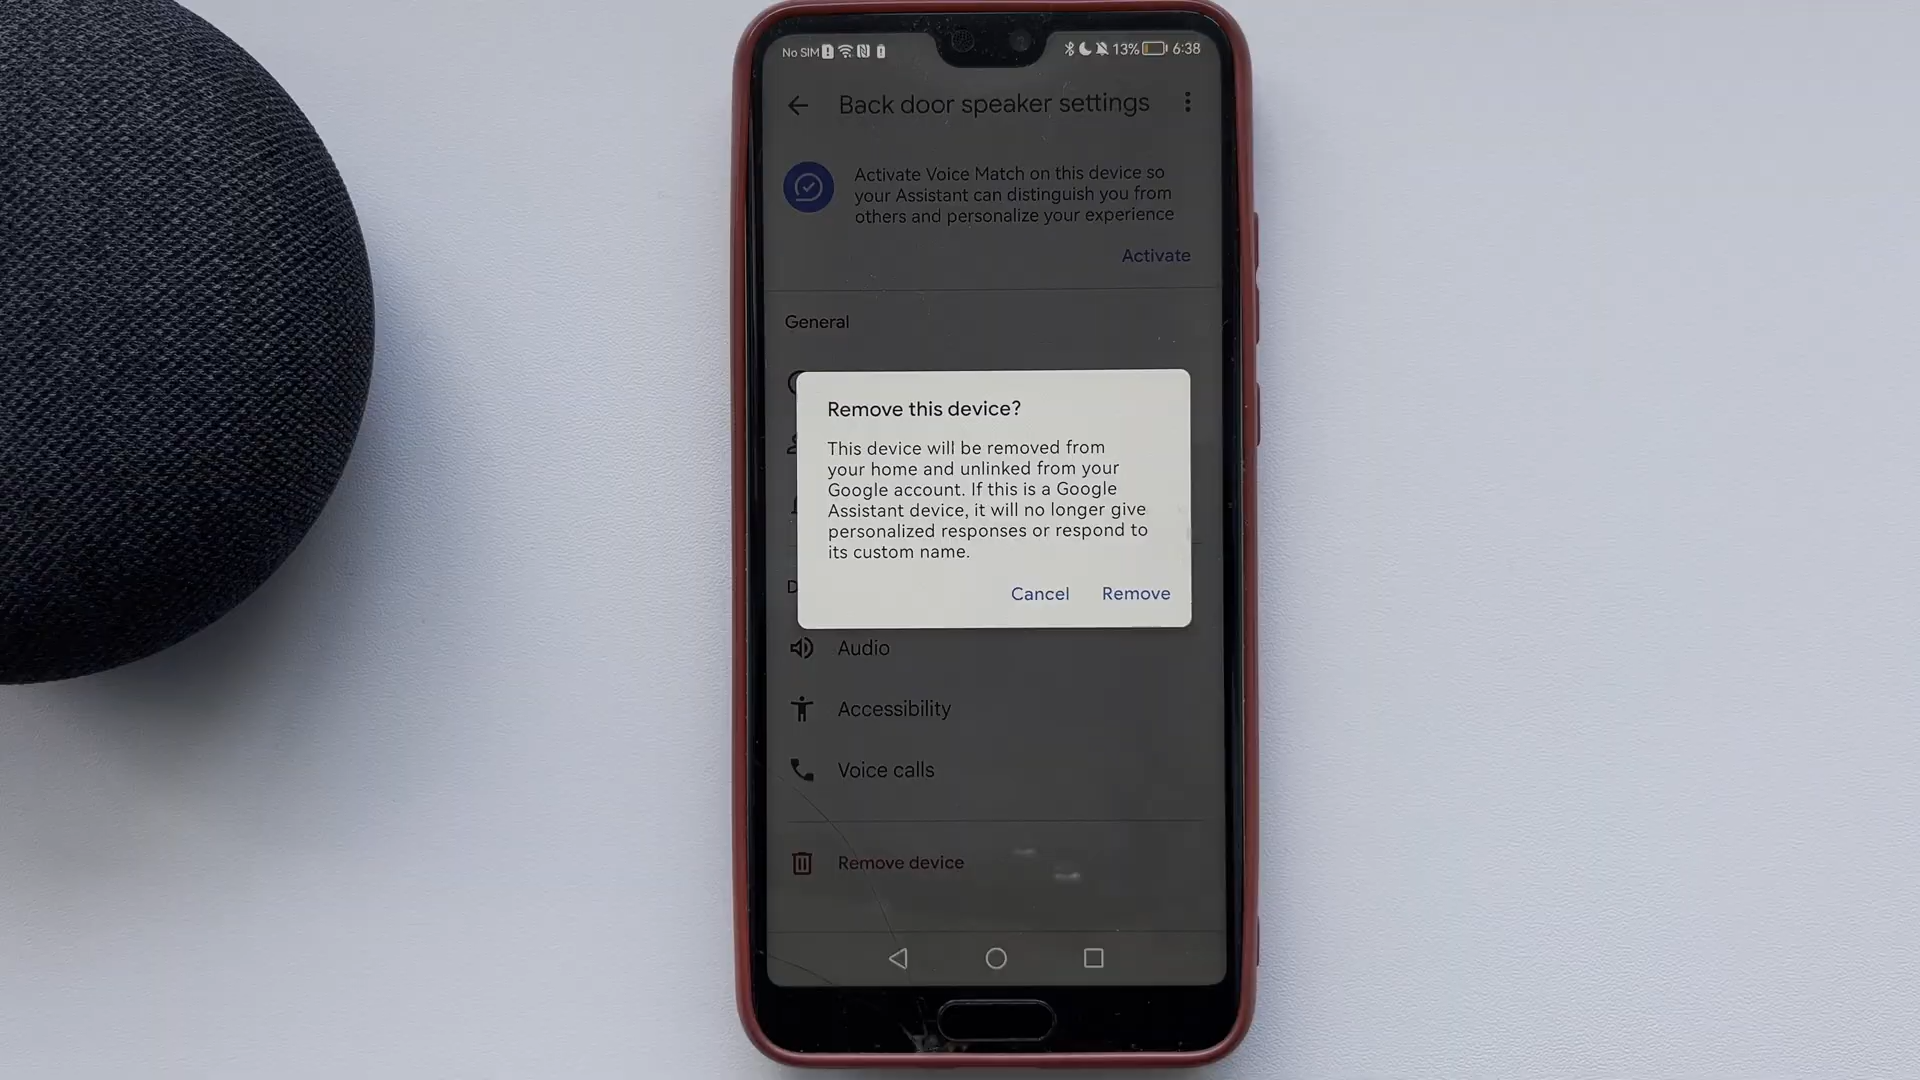 No SIM 13% 6:38
Back door speaker settings
Activate Voice Match on this device so
your Assistant can distinguish you from
others and personalize your experience
Activate
General
Remove this device?
This device will be removed from
your home and unlinked from your
Google account. If this is a Google
Assistant device, it will no longer give
personalized responses or respond to
its custom name.
Cancel Remove
Audio
Accessibility
Voice calls
Remove device